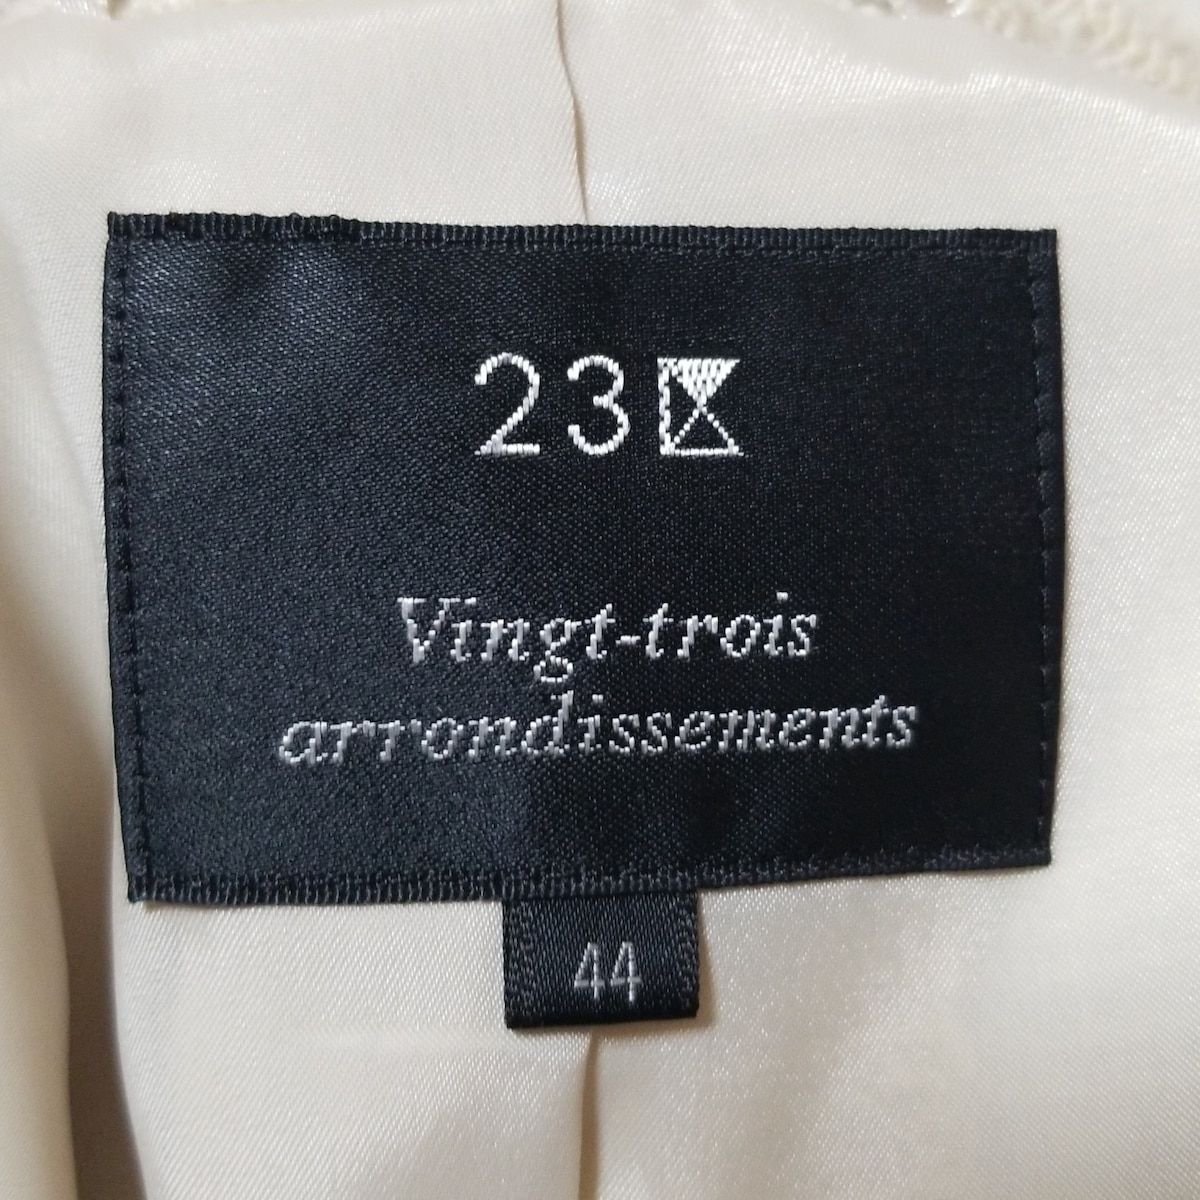 23区
Vingt-trois
arrondissements
44